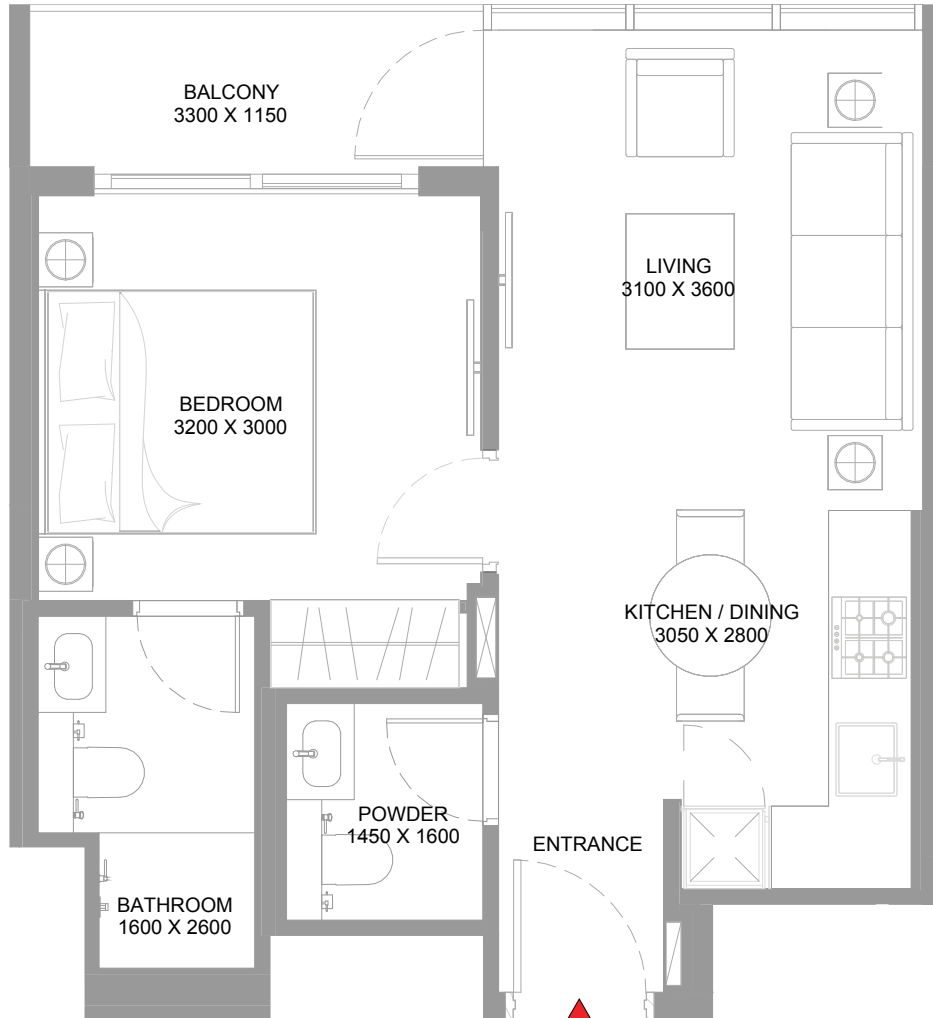 BALCONY
3300 X 1150
LIVING
3100 X 3600
BEDROOM
3200 X 3000
KITCHEN / DINING
3050 X 2800
POWDER
1450 X 1600
ENTRANCE
BATHROOM
1600 X 2600